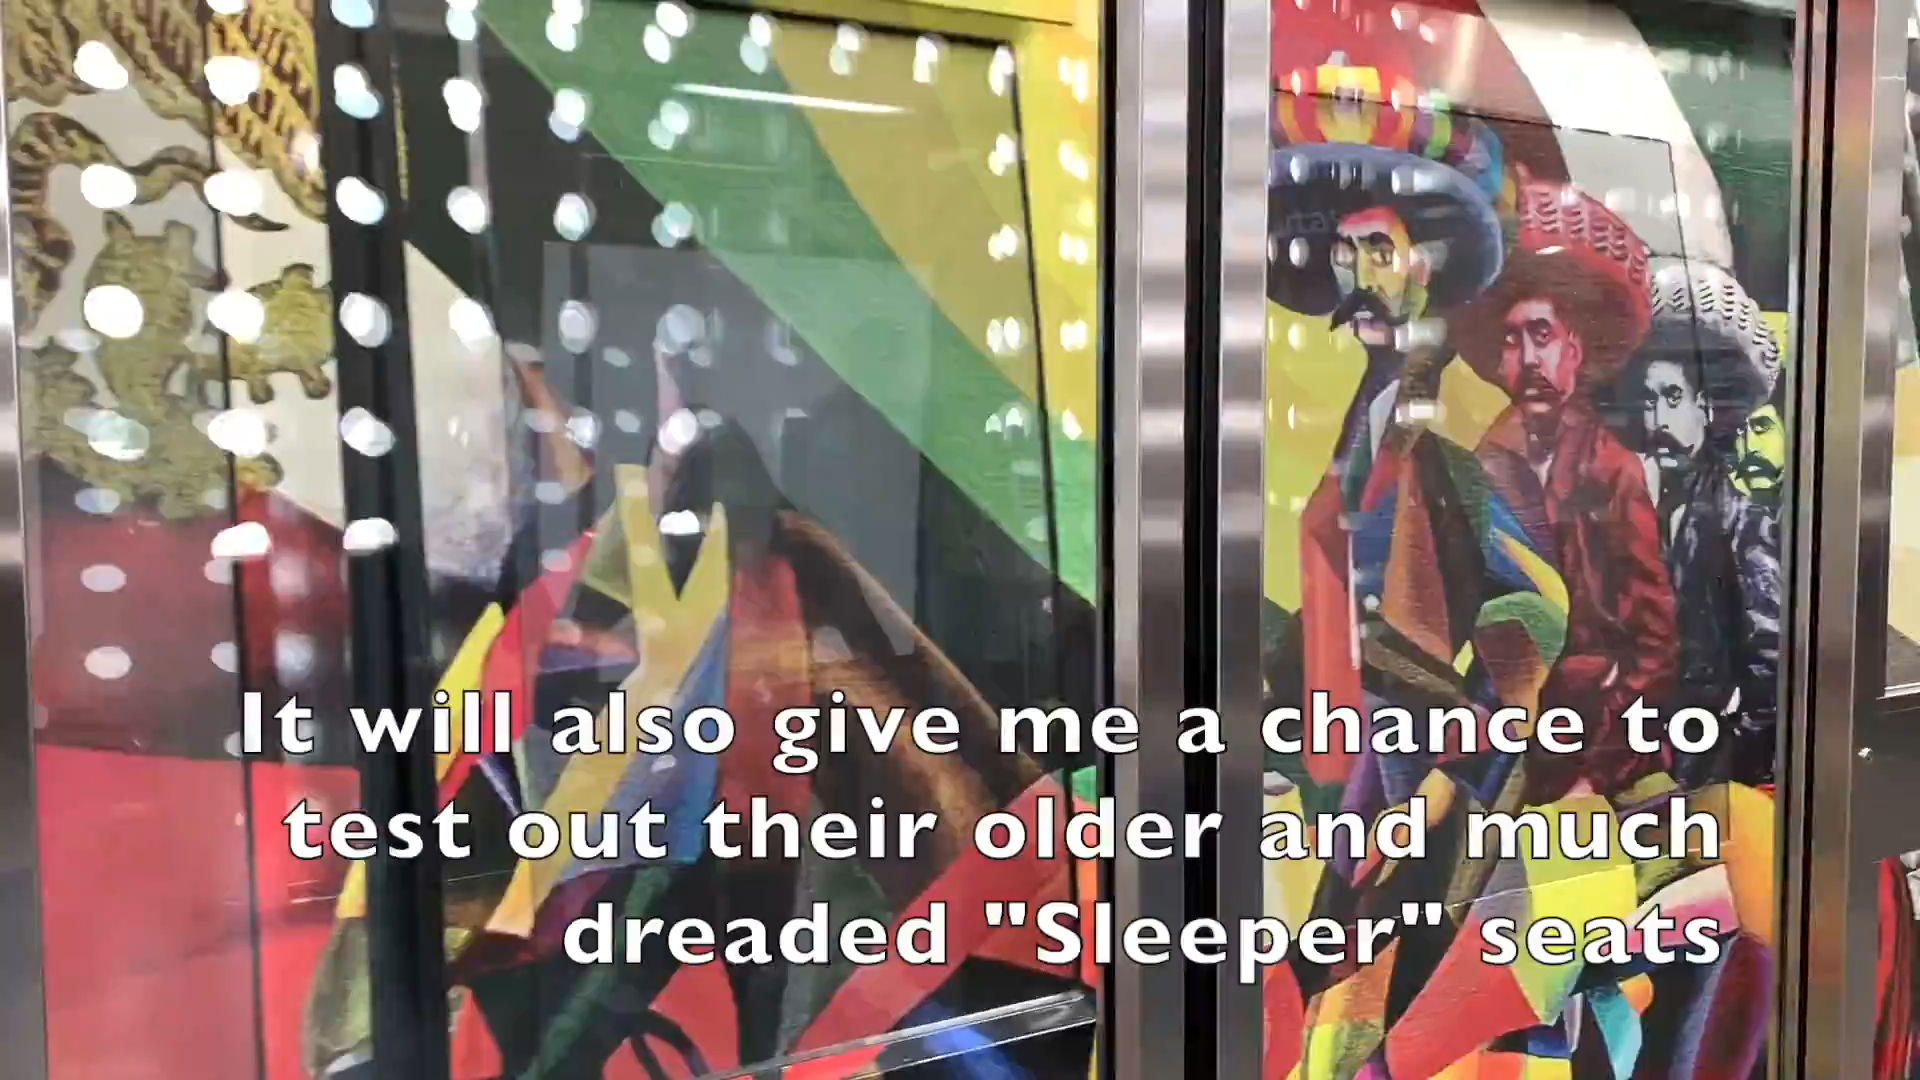 It will also give me a chance to
test out their older and much
dreaded "Sleeper" seats